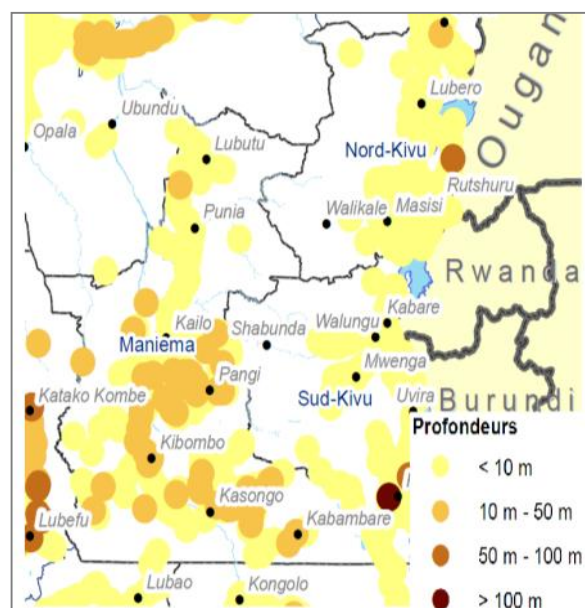 Lubero
Ougan
Ubundu
Opala
Lubutu
Nord-Kivu
Rutshuru
Punia
Walikale
Masisi
Rwanda
Kabare
Kailo
Shabunda
Walungu
Maniema
Mwenga
Katako Kombe
Pangi
Sud-Kivu
Uvira
Burundi
Profondeurs
Kibombo
< 10 m
Kasongo
10 m - 50 m
Lubefu
Kabambare
50 m - 100 m
Lubao
Kongolo
> 100 m